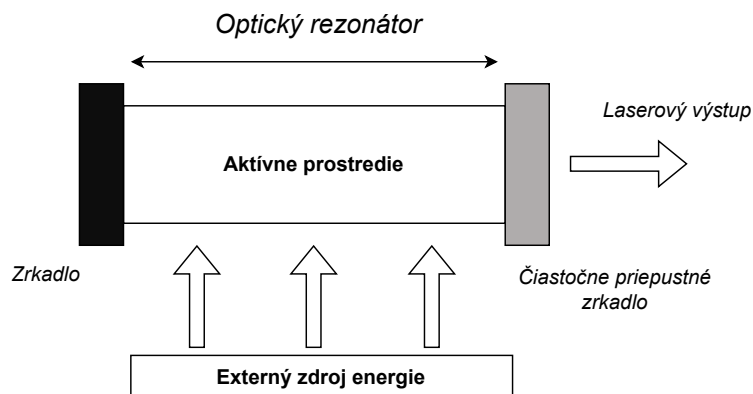 Optický rezonátor
Laserový výstup
Aktívne prostredie
Zrkadlo
Čiastočne priepustné
zrkadlo
Externý zdroj energie